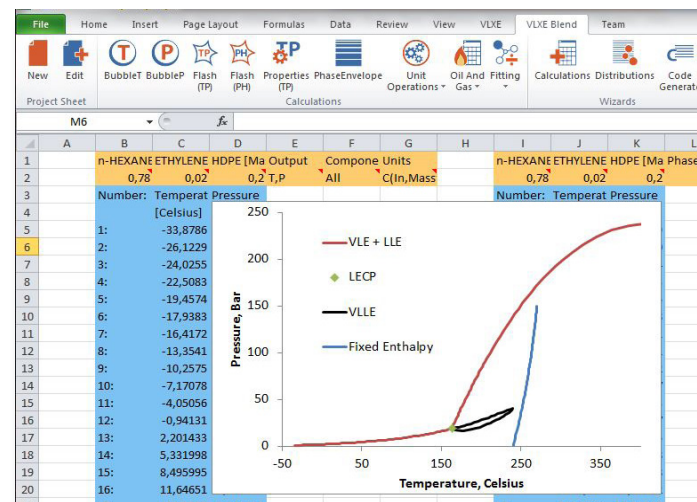 File Home Insert Page Layout Formulas Data Review View VLXE VLXE Blend Team
New Edit BubbleT BubbleP Flash (TP) Flash (PH) Properties (TP) PhaseEnvelope Unit Operations Oil And Gas Fitting Calculations Distributions Code
Project Sheet Calculations Wizards
M6 fx
A B C D E F G H I J K L
1 n-HEXANE ETHYLENE HDPE [Ma Output Compone Units n-HEXANE ETHYLENE HDPE [Ma Phase
2 0,78 0,02 0,2 T,P All C(In,Mass 0,78 0,02 0,2
3 Number: Temperat Pressure Number: Temperat Pressure
4 [Celsius]
5 1: -33,8786
6 2: -26,1229
7 3: -24,0255
8 4: -22,5083
9 5: -19,4574
10 6: -17,9383
11 7: -16,4172
12 8: -13,3541
13 9: -10,2575
14 10: -7,17078
15 11: -4,05056
16 12: -0,94131
17 13: 2,201433
18 14: 5,331998
19 15: 8,495995
20 16: 11,64651
250
200
150
100
50
0
-50 50 150 250 350
Pressure, Bar
Temperature, Celsius
VLE + LLE
LECP
VLLE
Fixed Enthalpy